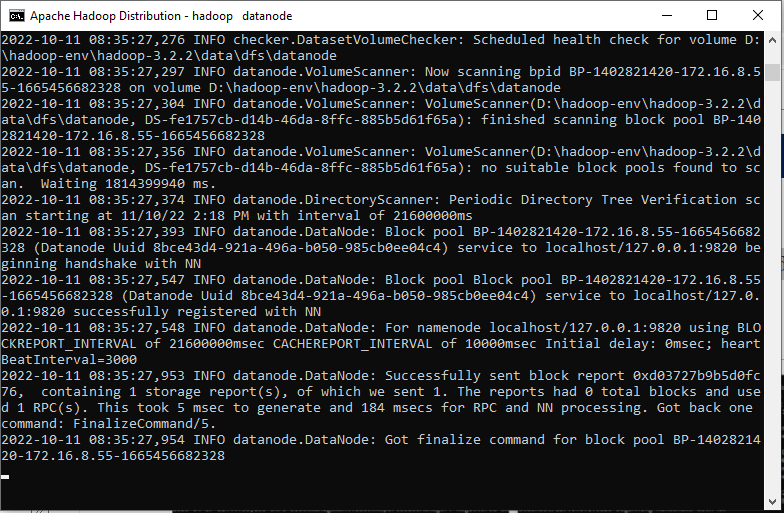 Apache Hadoop Distribution - hadoop   datanode
2022-10-11 08:35:27,276 INFO checker.DatasetVolumeChecker: Scheduled health check for volume D:
\hadoop-env\hadoop-3.2.2\data\dfs\datanode
2022-10-11 08:35:27,297 INFO datanode.VolumeScanner: Now scanning bpid BP-1402821420-172.16.8.5
5-1665456682328 on volume D:\hadoop-env\hadoop-3.2.2\data\dfs\datanode
2022-10-11 08:35:27,304 INFO datanode.VolumeScanner: VolumeScanner(D:\hadoop-env\hadoop-3.2.2\d
ata\dfs\datanode, DS-fe1757cb-d14b-46da-8ffc-885b5d61f65a): finished scanning block pool BP-140
2821420-172.16.8.55-1665456682328
2022-10-11 08:35:27,356 INFO datanode.VolumeScanner: VolumeScanner(D:\hadoop-env\hadoop-3.2.2\d
ata\dfs\datanode, DS-fe1757cb-d14b-46da-8ffc-885b5d61f65a): no suitable block pools found to sc
an.  Waiting 1814399940 ms.
2022-10-11 08:35:27,374 INFO datanode.DirectoryScanner: Periodic Directory Tree Verification sc
an starting at 11/10/22 2:18 PM with interval of 21600000ms
2022-10-11 08:35:27,393 INFO datanode.DataNode: Block pool BP-1402821420-172.16.8.55-1665456682
328 (Datanode Uuid 8bce43d4-921a-496a-b050-985cb0ee04c4) service to localhost/127.0.0.1:9820 be
ginning handshake with NN
2022-10-11 08:35:27,547 INFO datanode.DataNode: Block pool Block pool BP-1402821420-172.16.8.55
-1665456682328 (Datanode Uuid 8bce43d4-921a-496a-b050-985cb0ee04c4) service to localhost/127.0.
0.1:9820 successfully registered with NN
2022-10-11 08:35:27,548 INFO datanode.DataNode: For namenode localhost/127.0.0.1:9820 using BLO
CKREPORT_INTERVAL of 21600000msec CACHEREPORT_INTERVAL of 10000msec Initial delay: 0msec; heart
BeatInterval=3000
2022-10-11 08:35:27,953 INFO datanode.DataNode: Successfully sent block report 0xd03727b9b5d0fc
76,  containing 1 storage report(s), of which we sent 1. The reports had 0 total blocks and use
d 1 RPC(s). This took 5 msec to generate and 184 msecs for RPC and NN processing. Got back one
command: FinalizeCommand/5.
2022-10-11 08:35:27,954 INFO datanode.DataNode: Got finalize command for block pool BP-14028214
20-172.16.8.55-1665456682328